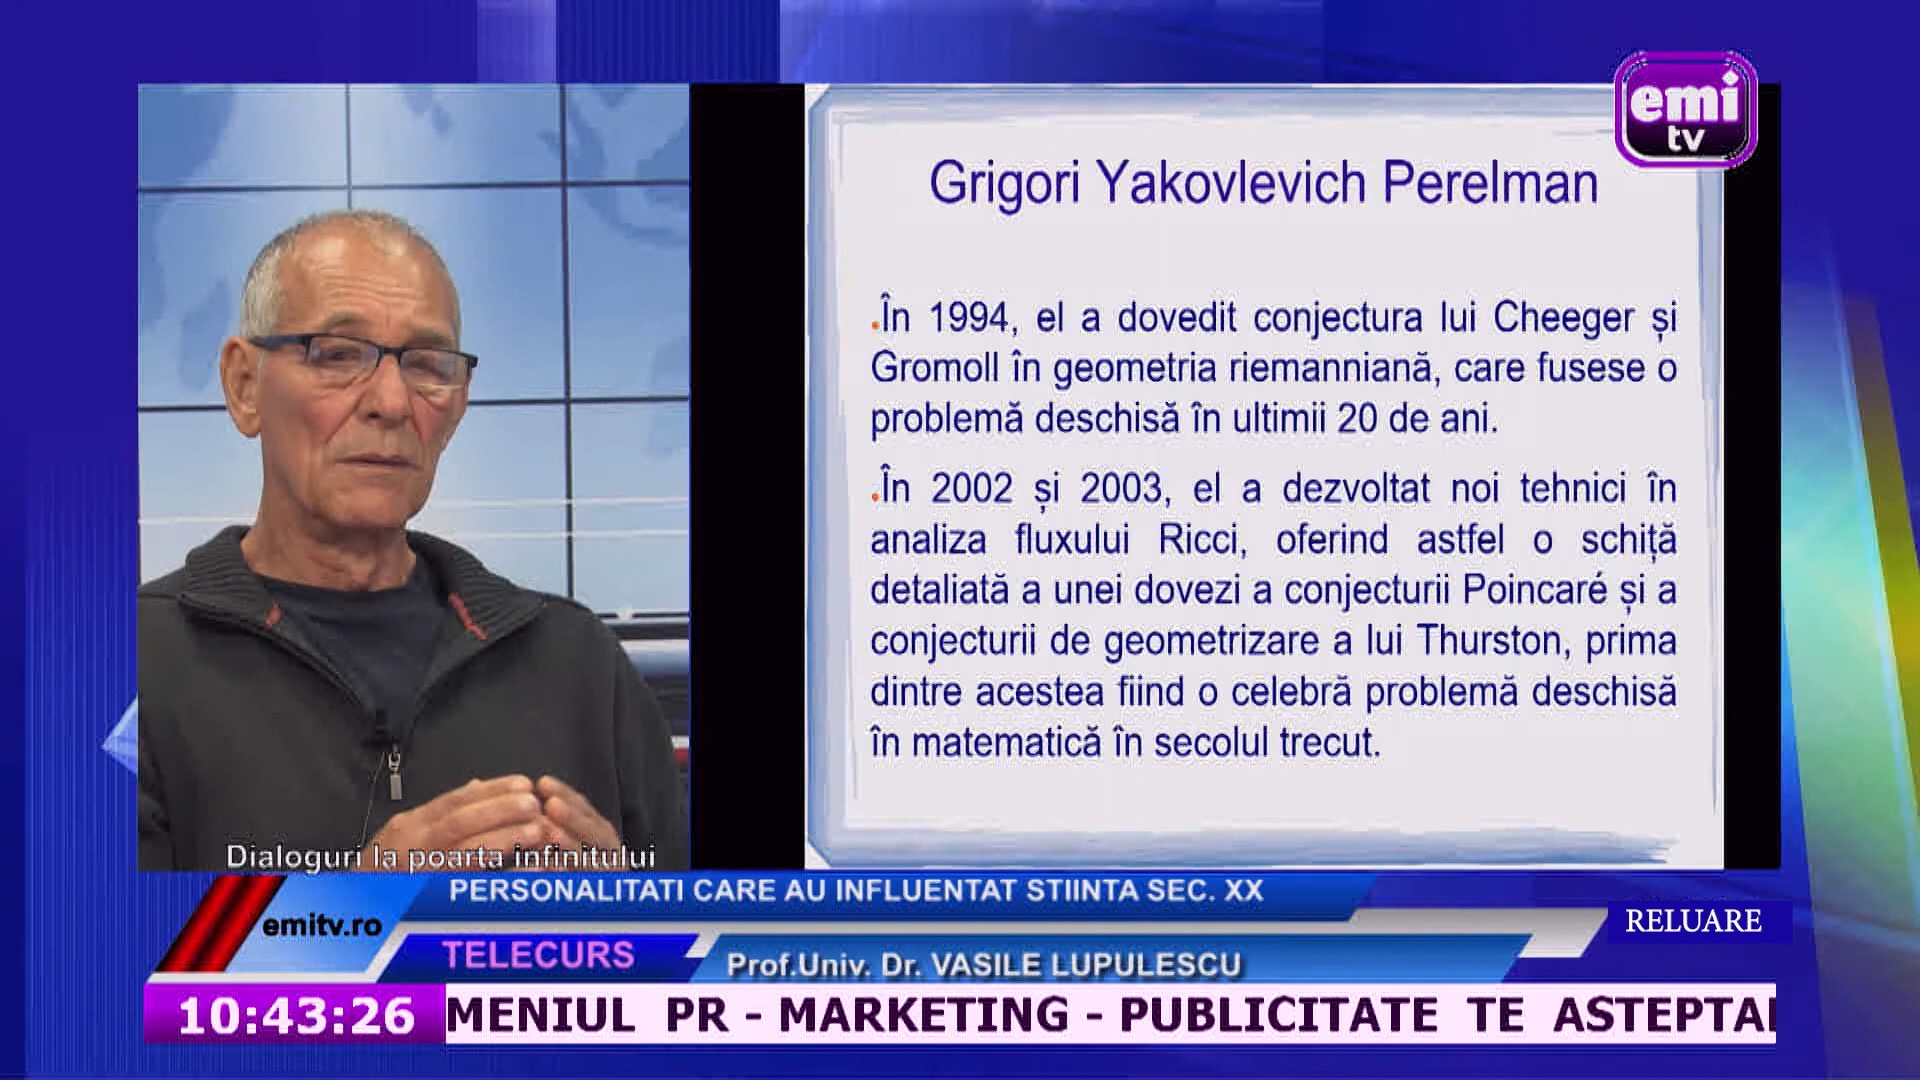 emi
tv
Grigori Yakovlevich Perelman
În 1994, el a dovedit conjectura lui Cheeger și
Gromoll în geometria riemanniană, care fusese o
problemă deschisă în ultimii 20 de ani.
În 2002 și 2003, el a dezvoltat noi tehnici în
analiza fluxului Ricci, oferind astfel o schiță
detaliată a unei dovezi a conjecturii Poincaré și a
conjecturii de geometrizare a lui Thurston, prima
dintre acestea fiind o celebră problemă deschisă
în matematică în secolul trecut.
Dialoguri la poarta infinitului
PERSONALITATI CARE AU INFLUENTAT STIINTA SEC. XX
emitv.ro
RELUARE
TELECURS
Prof.Univ. Dr. VASILE LUPULESCU
10:43:26
MENIUL PR - MARKETING - PUBLICITATE TE ASTEPTA